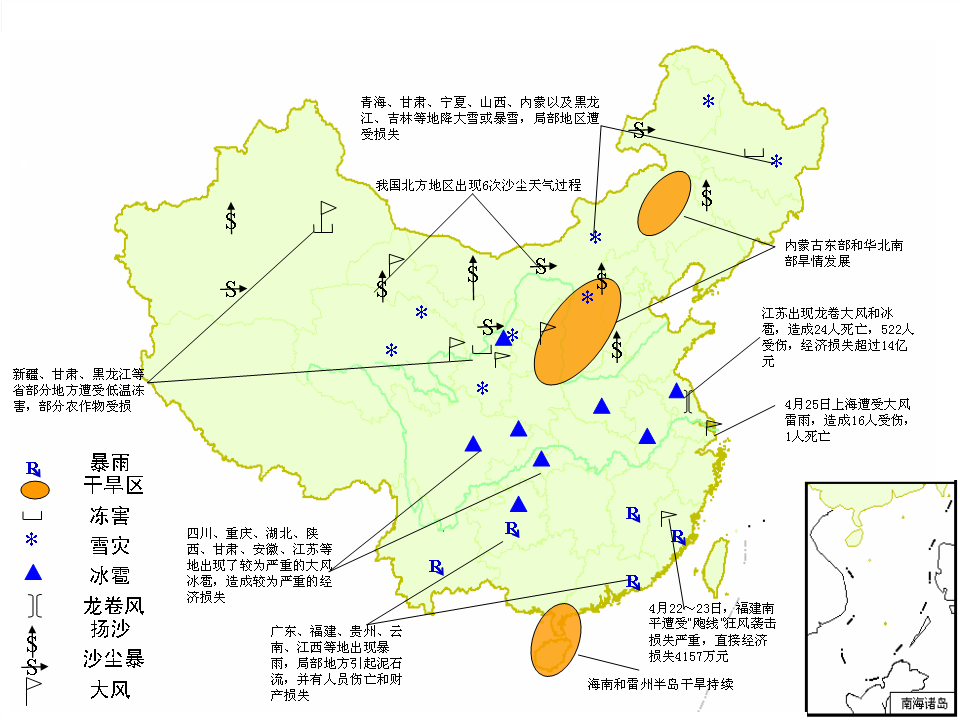 青海、甘肃、宁夏、山西、内蒙以及黑龙
江、吉林等地降大雪或暴雪，局部地区遭
受损失
我国北方地区出现6次沙尘天气过程
内蒙古东部和华北南
部旱情发展
江苏出现龙卷大风和冰
雹，造成24人死亡，522人
受伤，经济损失超过14亿
元
新疆、甘肃、黑龙江等
省部分地方遭受低温冻
害，部分农作物受损
4月25日上海遭受大风
雷雨，造成16人受伤，
1人死亡
暴雨
干旱区
冻害
雪灾
冰雹
龙卷风
扬沙
沙尘暴
大风
四川、重庆、湖北、陕
西、甘肃、安徽、江苏等
地出现了较为严重的大风
冰雹，造成较为严重的经
济损失
广东、福建、贵州、云
南、江西等地出现暴
雨，局部地方引起泥石
流，并有人员伤亡和财
产损失
4月22～23日，福建南
平遭受"飑线"狂风袭击
损失严重，直接经济
损失4157万元
海南和雷州半岛干旱持续
南海诸岛